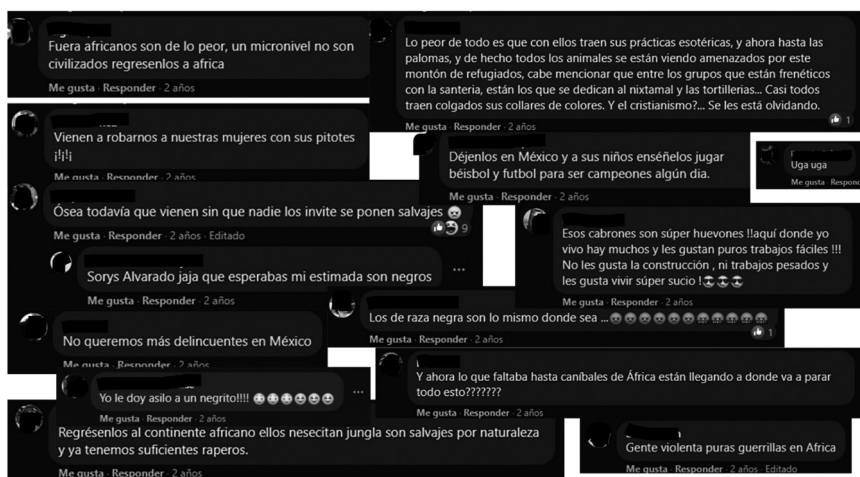 Fuera africanos son de lo peor, un micronivel no son
civilizados regresenlos a africa
Me gusta · Responder · 2 años
Lo peor de todo es que con ellos traen sus prácticas esotéricas, y ahora hasta las
palomas, y de hecho todos los animales se están viendo amenazados por este
montón de refugiados, cabe mencionar que entre los grupos que están frenéticos
con la santeria, están los que se dedican al nixtamal y las tortillerias... Casi todos
traen colgados sus collares de colores. Y el cristianismo?... Se les está olvidando.
Me gusta · Responder · 2 años
1
Vienen a robarnos a nuestras mujeres con sus pitotes
¡!¡!¡
Me gusta · Responder · 2 años
Déjenlos en México y a sus niños enséñelos jugar
béisbol y futbol para ser campeones algún día.
Me gusta · Responder · 2 años
Uga uga
Me gusta · Respond
Ósea todavía que vienen sin que nadie los invite se ponen salvajes 😡
9
Me gusta · Responder · 2 años · Editado
Esos cabrones son súper huevones !!aquí donde yo
vivo hay muchos y les gustan puros trabajos fáciles !!!
No les gusta la construcción , ni trabajos pesados y
les gusta vivir súper sucio !
Me gusta · Responder · 2 años
Sorys Alvarado jaja que esperabas mi estimada son negros
...
Me gusta · Responder · 2 años
Los de raza negra son lo mismo donde sea ...
1
Me gusta · Responder · 2 años
No queremos más delincuentes en México
Me gusta · Responder · 2 años
Y ahora lo que faltaba hasta caníbales de África están llegando a donde va a parar
todo esto???????
Me gusta · Responder · 2 años
Yo le doy asilo a un negrito!!!! 😳😳😳😆😆😆
...
Me gusta · Responder · 2 años
Regrésenlos al continente africano ellos nesecitan jungla son salvajes por naturaleza
y ya tenemos suficientes raperos.
Me gusta · Responder · 2 años
Gente violenta puras guerrillas en Africa
Me gusta · Responder · 2 años · Editado